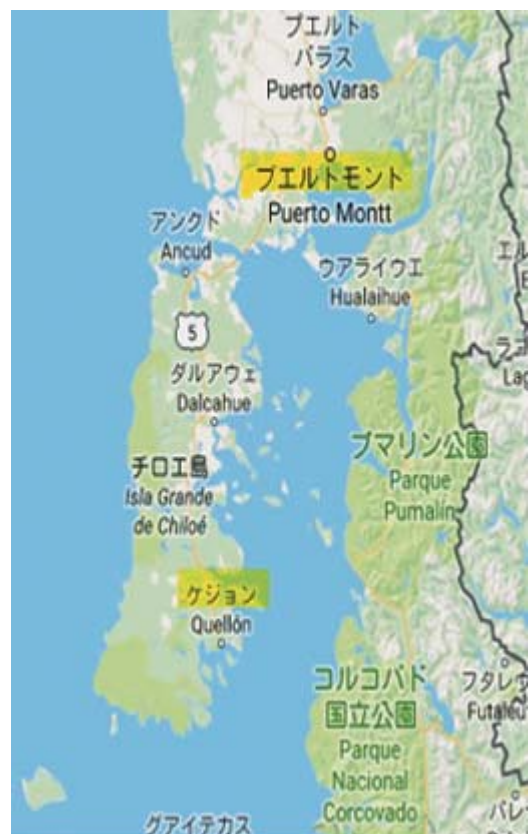 プエルト
バラス
Puerto Varas
プエルトモント
Puerto Montt
アンクド
Ancud
ウアライウエ
Hualaihue
5
ダルアウェ
Dalcahue
プマリン公園
Parque
Pumalín
チロエ島
Isla Grande
de Chiloé
ケジョン
Quellón
コルコバド
国立公園
Parque
Nacional
Corcovado
グアイテカス